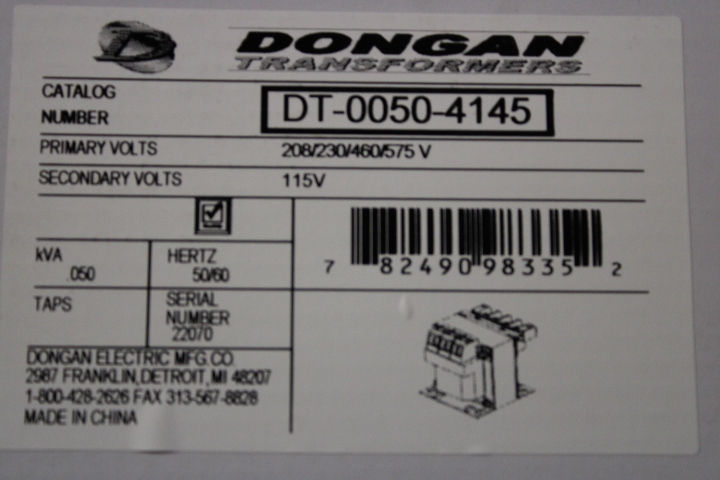 DONGAN
TRANSFORMERS
CATALOG
NUMBER
DT-0050-4145
PRIMARY VOLTS 208/230/460/575 V
SECONDARY VOLTS 115V
kVA
.050
HERTZ
50/60
7 82490 98335 2
TAPS
SERIAL
NUMBER
22070
DONGAN ELECTRIC MFG.CO.
2987 FRANKLIN,DETROIT,MI 48207
1-800-428-2626 FAX 313-567-8828
MADE IN CHINA